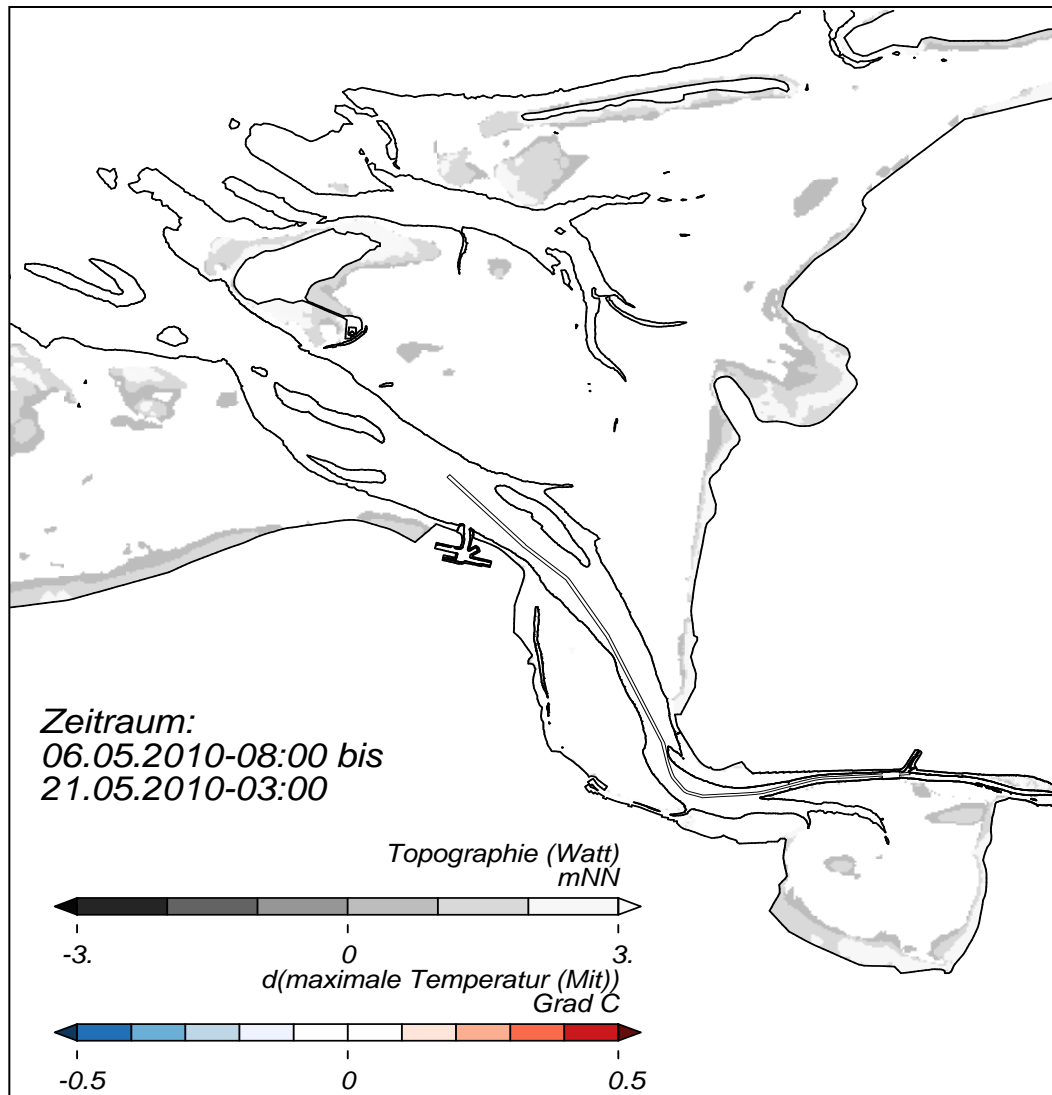 Zeitraum:
06.05.2010-08:00 bis
21.05.2010-03:00
Topographie (Watt)
mNN
-3. 0 3.
d(maximale Temperatur (Mit))
Grad C
-0.5 0 0.5